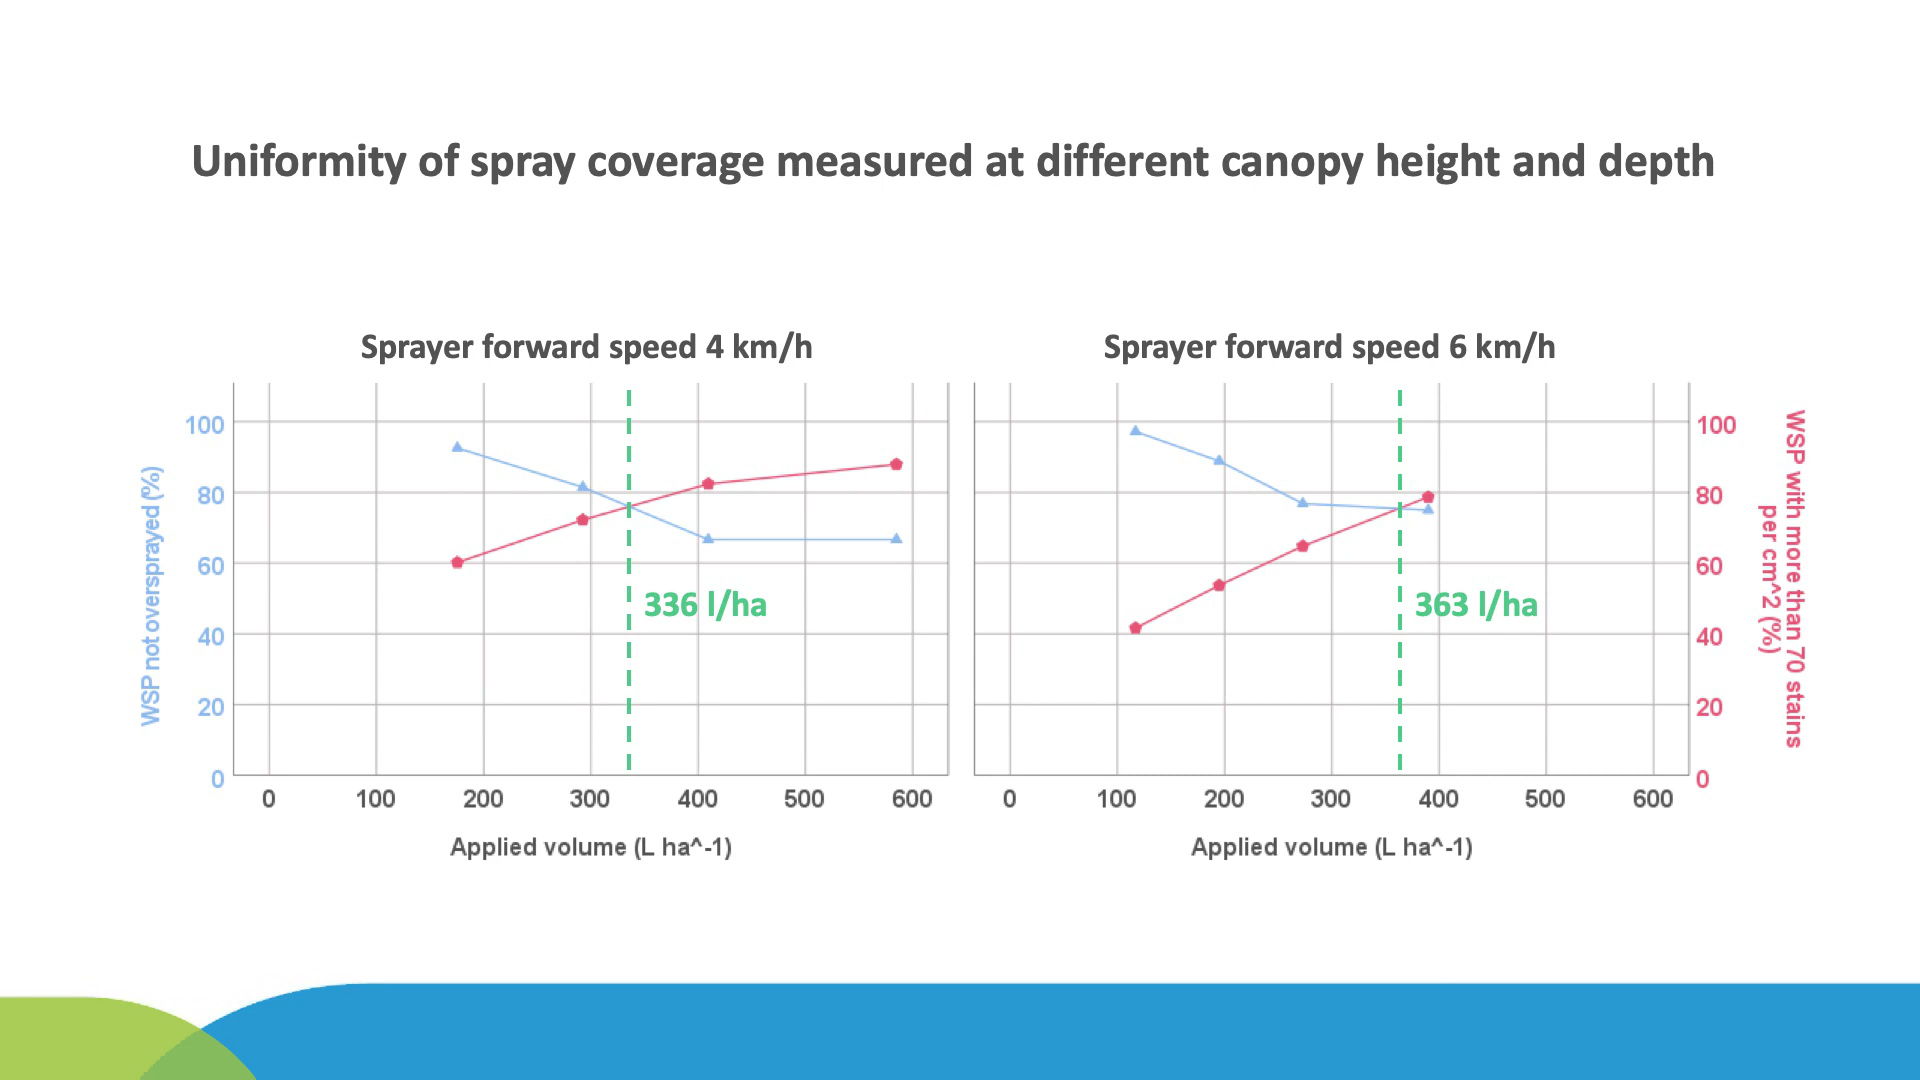 Uniformity of spray coverage measured at different canopy height and depth
Sprayer forward speed 4 km/h
WSP not oversprayed (%)
100
80
60
40
20
0
336 l/ha
0 100 200 300 400 500 600
Applied volume (L ha^-1)
Sprayer forward speed 6 km/h
363 l/ha
100
80
60
40
20
0
WSP with more than 70 stains
per cm^2 (%)
0 100 200 300 400 500 600
Applied volume (L ha^-1)